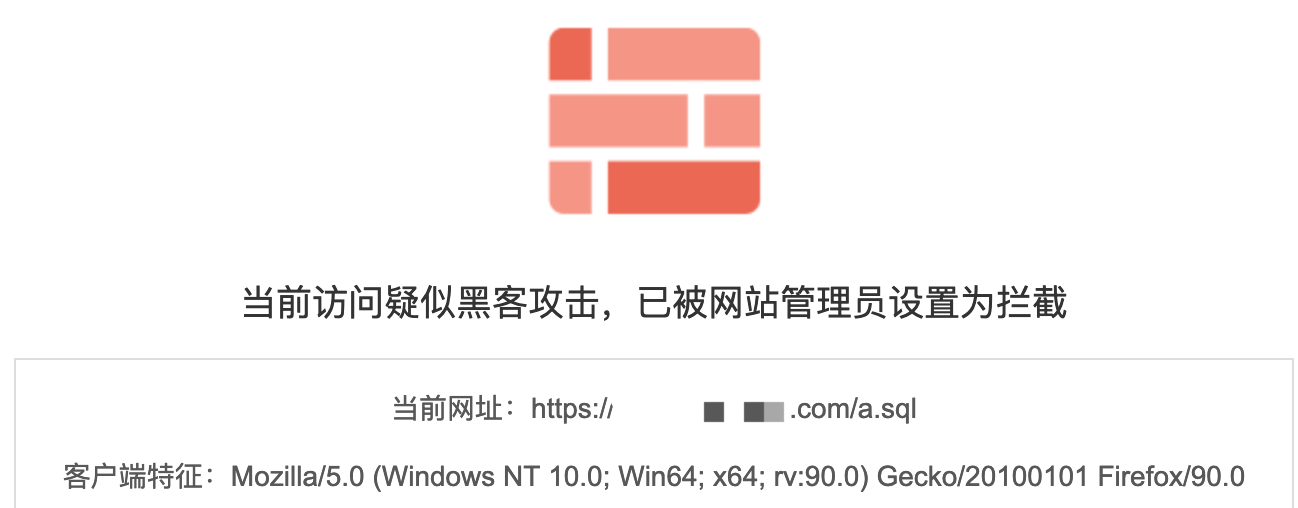 当前访问疑似黑客攻击，已被网站管理员设置为拦截
当前网址：https:// .com/a.sql
客户端特征：Mozilla/5.0 (Windows NT 10.0; Win64; x64; rv:90.0) Gecko/20100101 Firefox/90.0